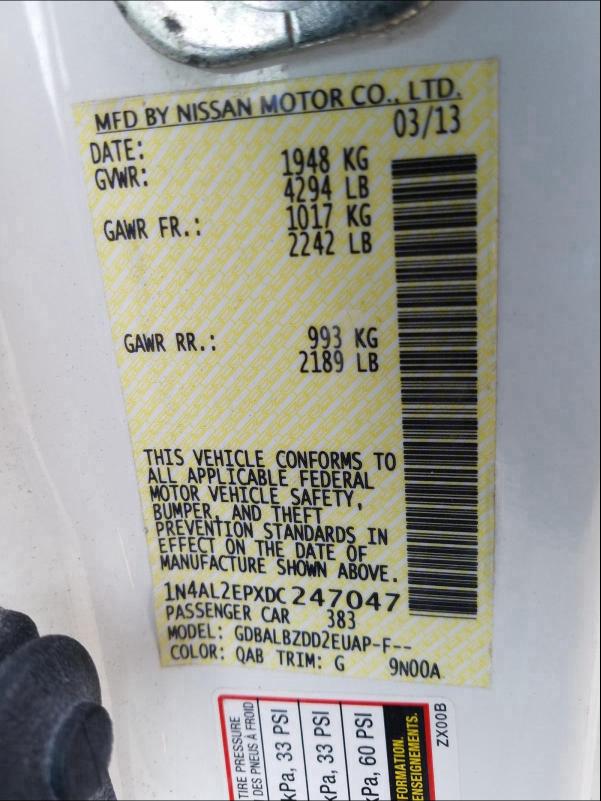 MFD BY NISSAN MOTOR CO., LTD.
DATE: 03/13
GVWR: 1948 KG
4294 LB
GAWR FR.: 1017 KG
2242 LB
GAWR RR.: 993 KG
2189 LB
THIS VEHICLE CONFORMS TO
ALL APPLICABLE FEDERAL
MOTOR VEHICLE SAFETY,
BUMPER, AND THEFT
PREVENTION STANDARDS IN
EFFECT ON THE DATE OF
MANUFACTURE SHOWN ABOVE.
1N4AL2EPXDC247047
PASSENGER CAR 383
MODEL: GDBALBZDD2EUAP-F--
COLOR: QAB TRIM: G 9N00A
TIRE PRESSURE
DES PNEUS À FROID
kPa, 33 PSI
kPa, 33 PSI
kPa, 60 PSI
FORMATION.
ENSEIGNEMENTS.
ZX00B